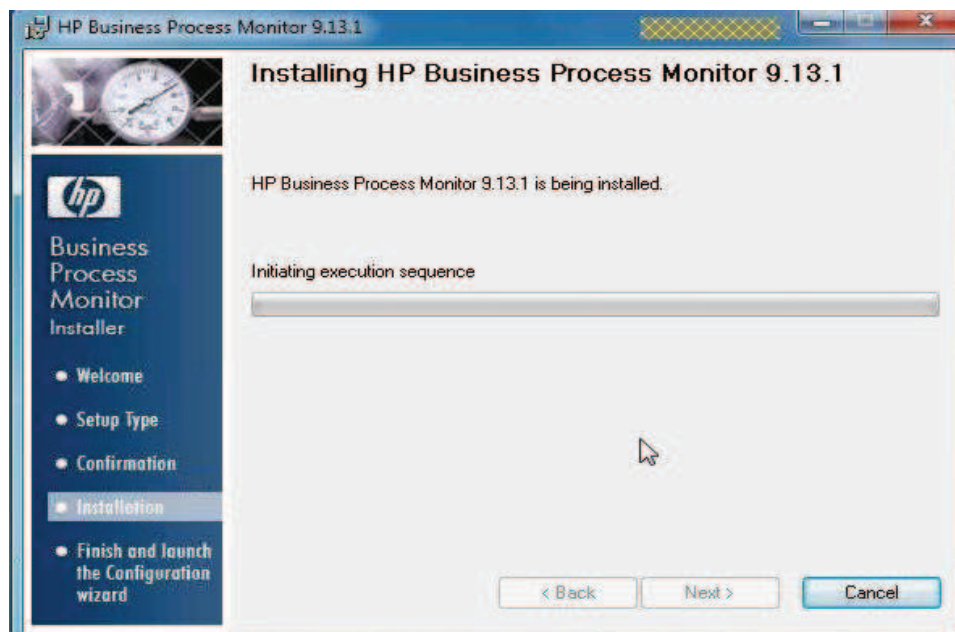 HP Business Process Monitor 9.13.1
Installing HP Business Process Monitor 9.13.1
hp
Business
Process
Monitor
Installer
Welcome
Setup Type
Confirmation
Installation
Finish and launch
the Configuration
wizard
HP Business Process Monitor 9.13.1 is being installed.
Initiating execution sequence
< Back
Next >
Cancel